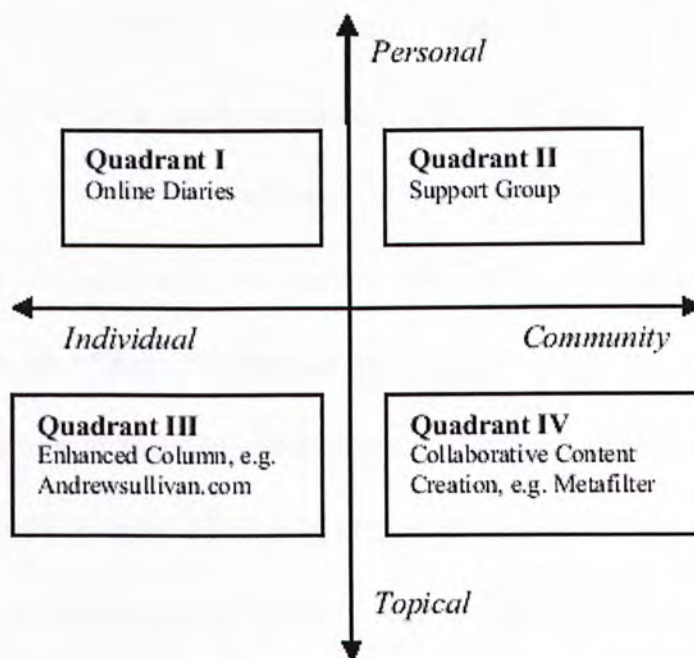 Personal
Quadrant I
Online Diaries
Quadrant II
Support Group
Individual
Community
Quadrant III
Enhanced Column, e.g.
Andrewsullivan.com
Quadrant IV
Collaborative Content
Creation, e.g. Metafilter
Topical